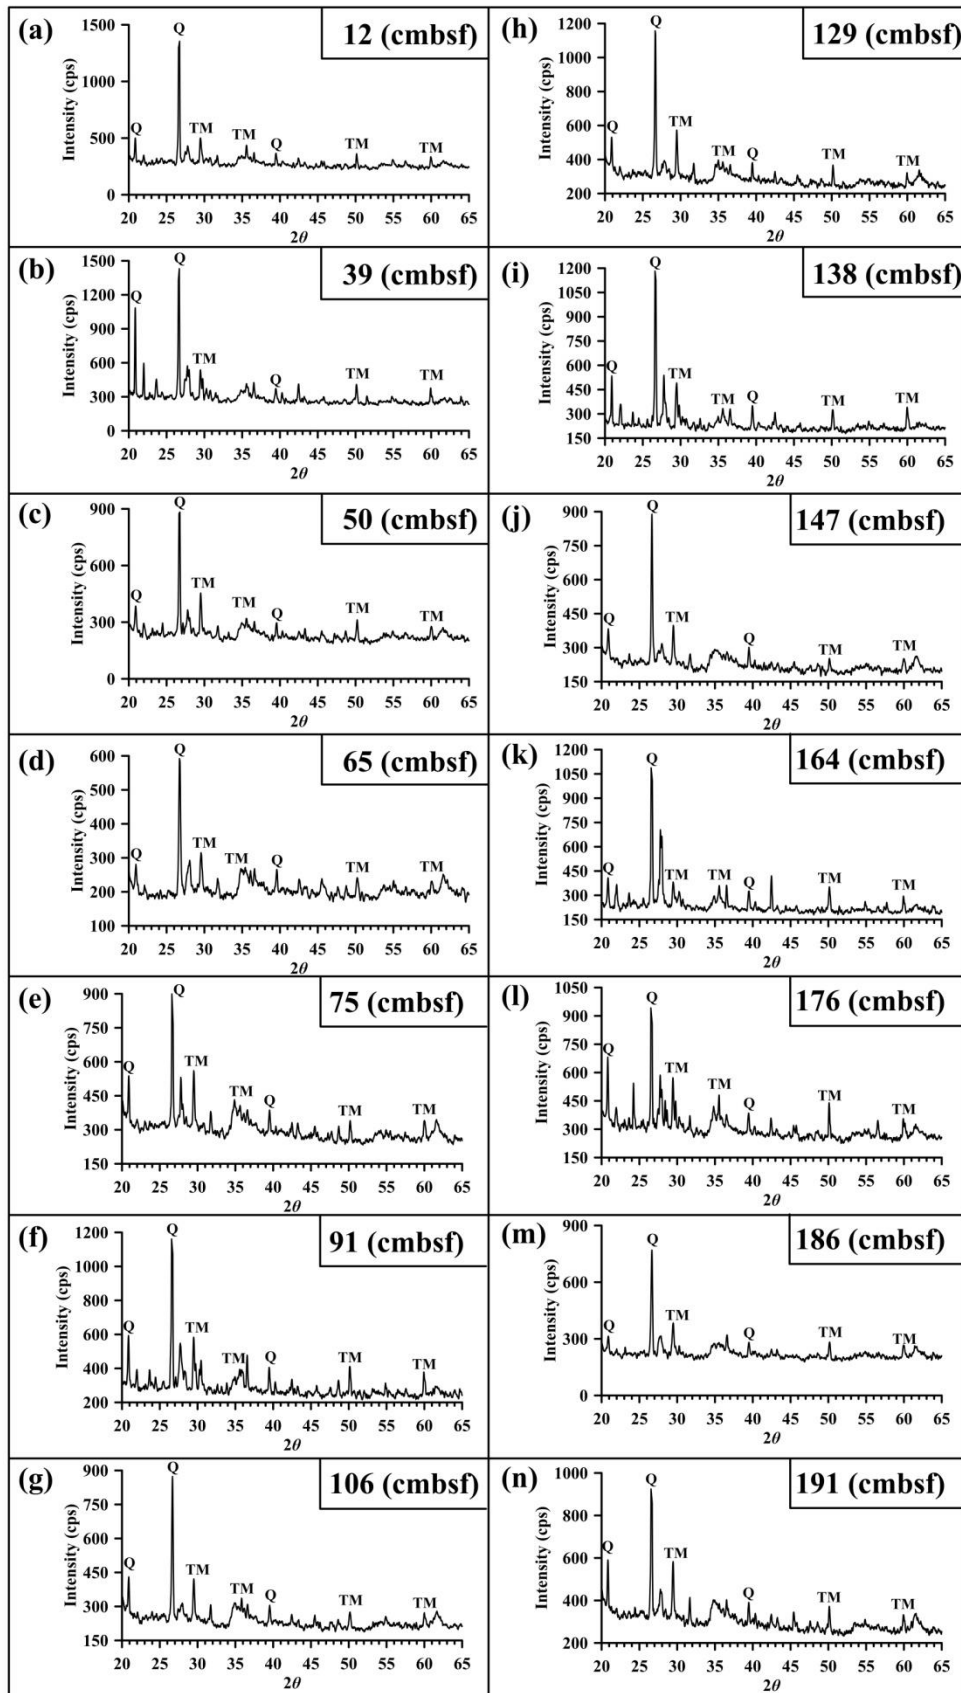 (a) 12 (cmbsf)
Intensity (cps)
1500
1000
500
0
Q
Q TM TM Q TM TM
20 25 30 35 40 45 50 55 60 65
2θ
(b) 39 (cmbsf)
Intensity (cps)
1500
1200
900
600
300
0
Q
Q TM Q TM TM
20 25 30 35 40 45 50 55 60 65
2θ
(c) 50 (cmbsf)
Intensity (cps)
900
600
300
0
Q
Q TM TM Q TM TM
20 25 30 35 40 45 50 55 60 65
2θ
(d) 65 (cmbsf)
Intensity (cps)
600
500
400
300
200
100
Q
Q TM TM Q TM TM
20 25 30 35 40 45 50 55 60 65
2θ
(e) 75 (cmbsf)
Intensity (cps)
900
750
600
450
300
150
Q
Q TM TM Q TM TM
20 25 30 35 40 45 50 55 60 65
2θ
(f) 91 (cmbsf)
Intensity (cps)
1200
1000
800
600
400
200
Q
Q TM TM Q TM TM
20 25 30 35 40 45 50 55 60 65
2θ
(g) 106 (cmbsf)
Intensity (cps)
900
750
600
450
300
150
Q
Q TM TM Q TM TM
20 25 30 35 40 45 50 55 60 65
2θ
(h) 129 (cmbsf)
Intensity (cps)
1200
1000
800
600
400
200
Q
Q TM TM Q TM TM
20 25 30 35 40 45 50 55 60 65
2θ
(i) 138 (cmbsf)
Intensity (cps)
1200
1050
900
750
600
450
300
150
Q
Q TM TM Q TM TM
20 25 30 35 40 45 50 55 60 65
2θ
(j) 147 (cmbsf)
Intensity (cps)
900
750
600
450
300
150
Q
Q TM Q TM TM
20 25 30 35 40 45 50 55 60 65
2θ
(k) 164 (cmbsf)
Intensity (cps)
1200
1050
900
750
600
450
300
150
Q
Q TM TM Q TM TM
20 25 30 35 40 45 50 55 60 65
2θ
(l) 176 (cmbsf)
Intensity (cps)
1050
900
750
600
450
300
150
Q
Q TM TM Q TM TM
20 25 30 35 40 45 50 55 60 65
2θ
(m) 186 (cmbsf)
Intensity (cps)
900
600
300
0
Q
Q TM Q TM TM
20 25 30 35 40 45 50 55 60 65
2θ
(n) 191 (cmbsf)
Intensity (cps)
1000
800
600
400
200
Q
Q TM Q TM TM
20 25 30 35 40 45 50 55 60 65
2θ